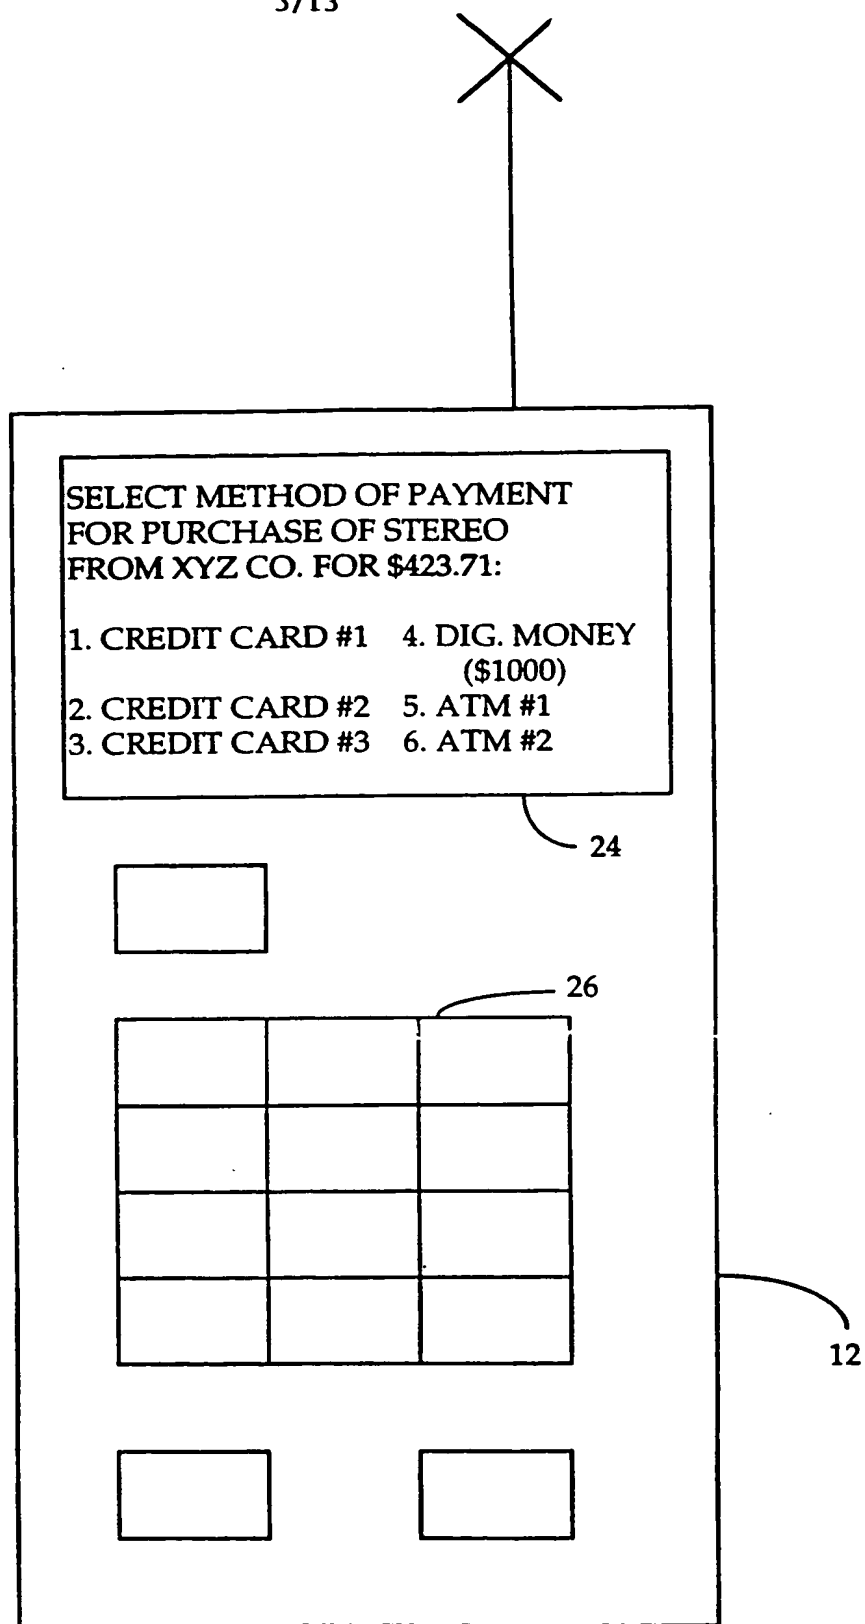 3/13
SELECT METHOD OF PAYMENT
FOR PURCHASE OF STEREO
FROM XYZ CO. FOR $423.71:
1. CREDIT CARD #1 4. DIG. MONEY
($1000)
2. CREDIT CARD #2 5. ATM #1
3. CREDIT CARD #3 6. ATM #2
24
26
12